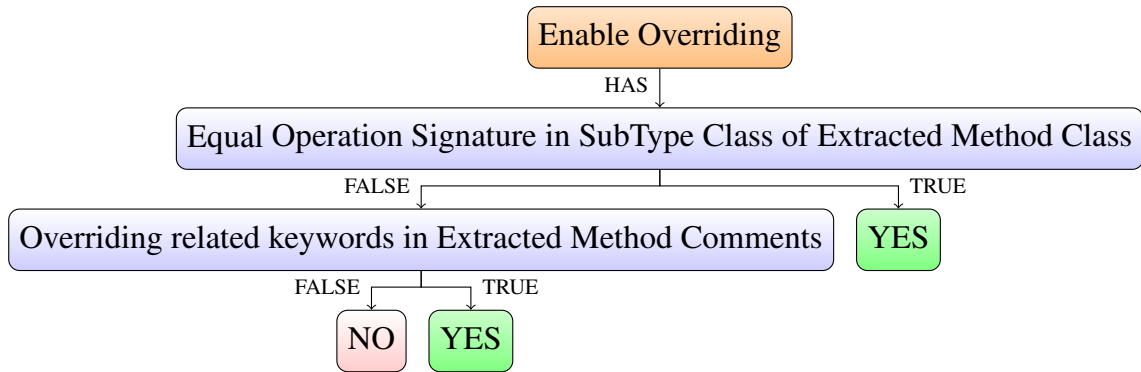 Enable Overriding
HAS
Equal Operation Signature in SubType Class of Extracted Method Class
FALSE
TRUE
Overriding related keywords in Extracted Method Comments
YES
FALSE
TRUE
NO
YES